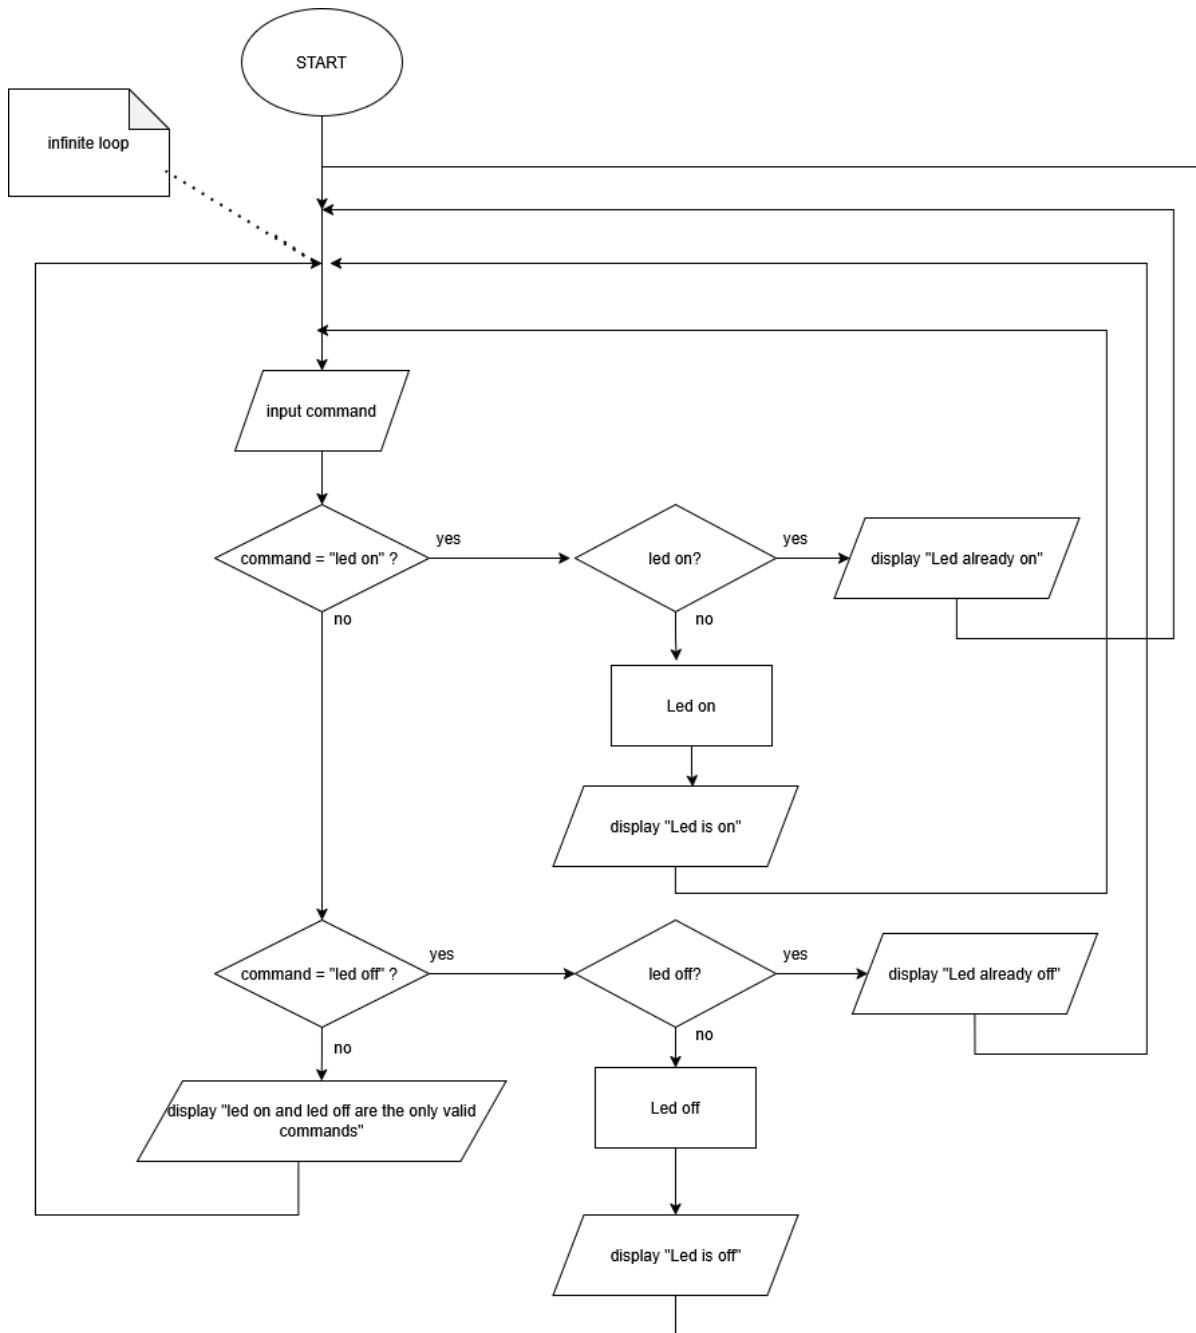 START
infinite loop
input command
command = "led on" ?
yes
led on?
yes
display "Led already on"
no
no
Led on
display "Led is on"
command = "led off" ?
yes
led off?
yes
display "Led already off"
no
no
Led off
display "led on and led off are the only valid
commands"
display "Led is off"